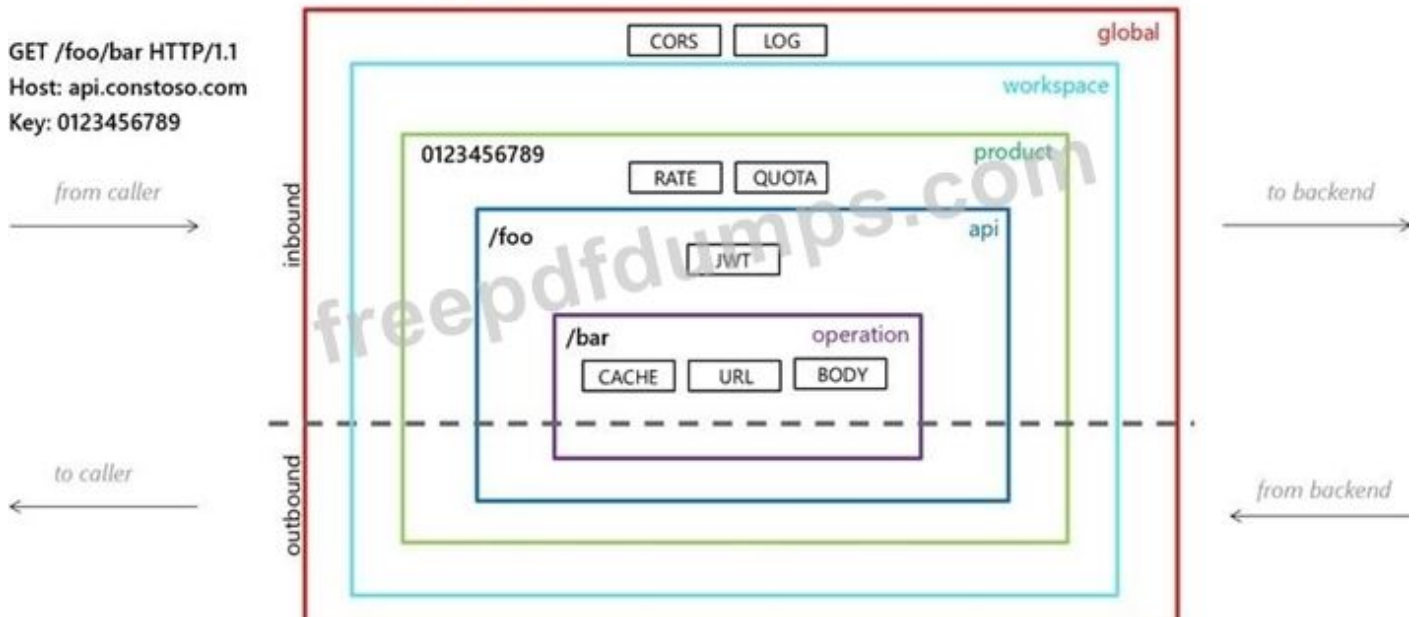 GET /foo/bar HTTP/1.1
Host: api.constoso.com
Key: 0123456789
from caller
inbound
global
CORS LOG
workspace
0123456789
product
RATE QUOTA
/foo
api
JWT
/bar
operation
CACHE URL BODY
to backend
to caller
outbound
from backend
freepdfdumps.com